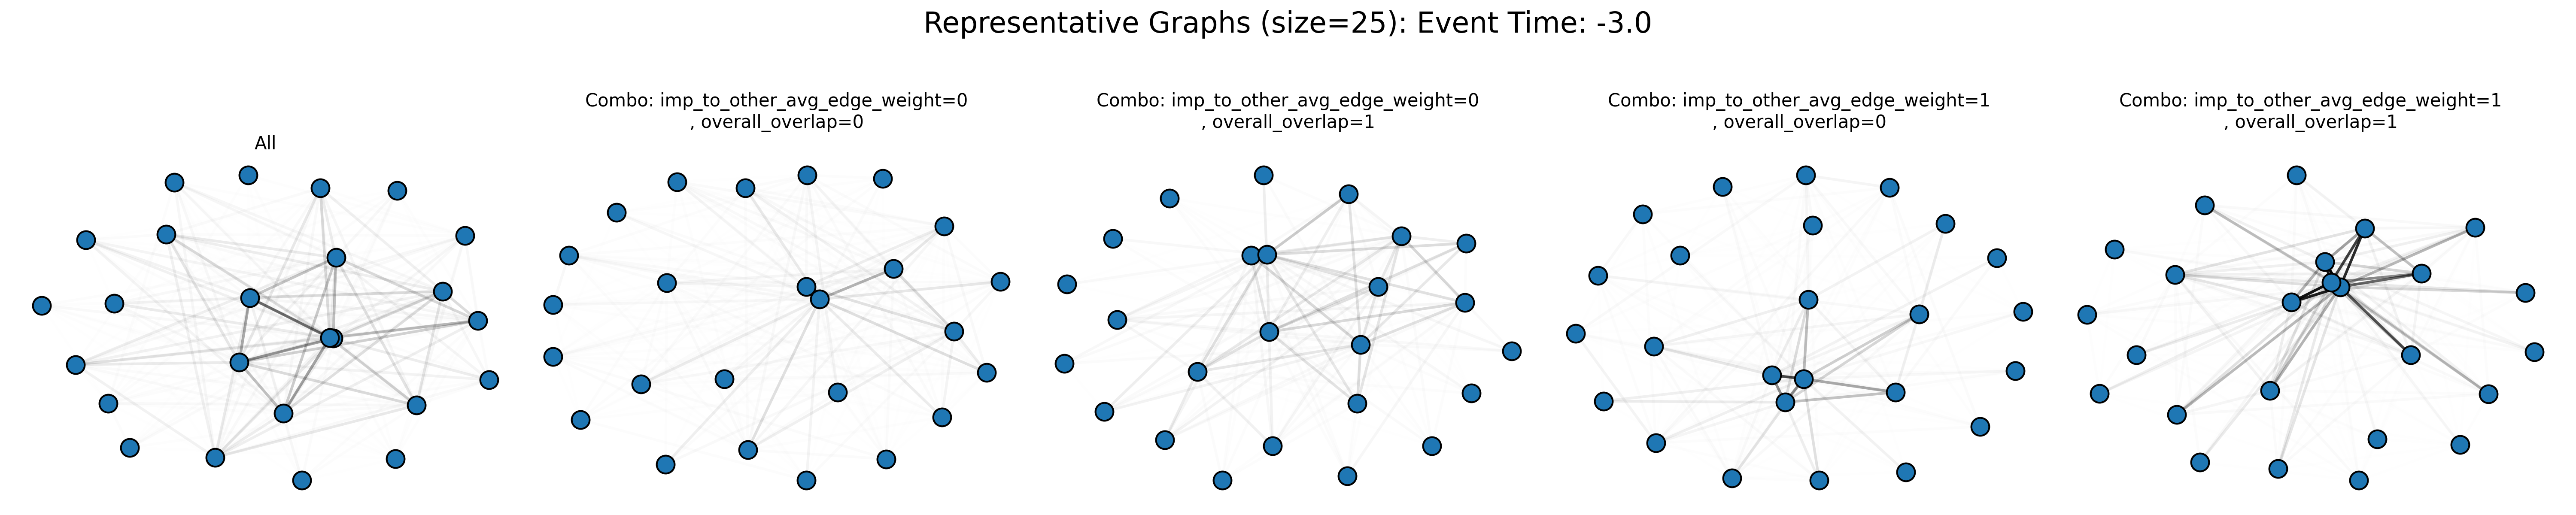 Representative Graphs (size=25): Event Time: -3.0
All
Combo: imp_to_other_avg_edge_weight=0
, overall_overlap=0
Combo: imp_to_other_avg_edge_weight=0
, overall_overlap=1
Combo: imp_to_other_avg_edge_weight=1
, overall_overlap=0
Combo: imp_to_other_avg_edge_weight=1
, overall_overlap=1